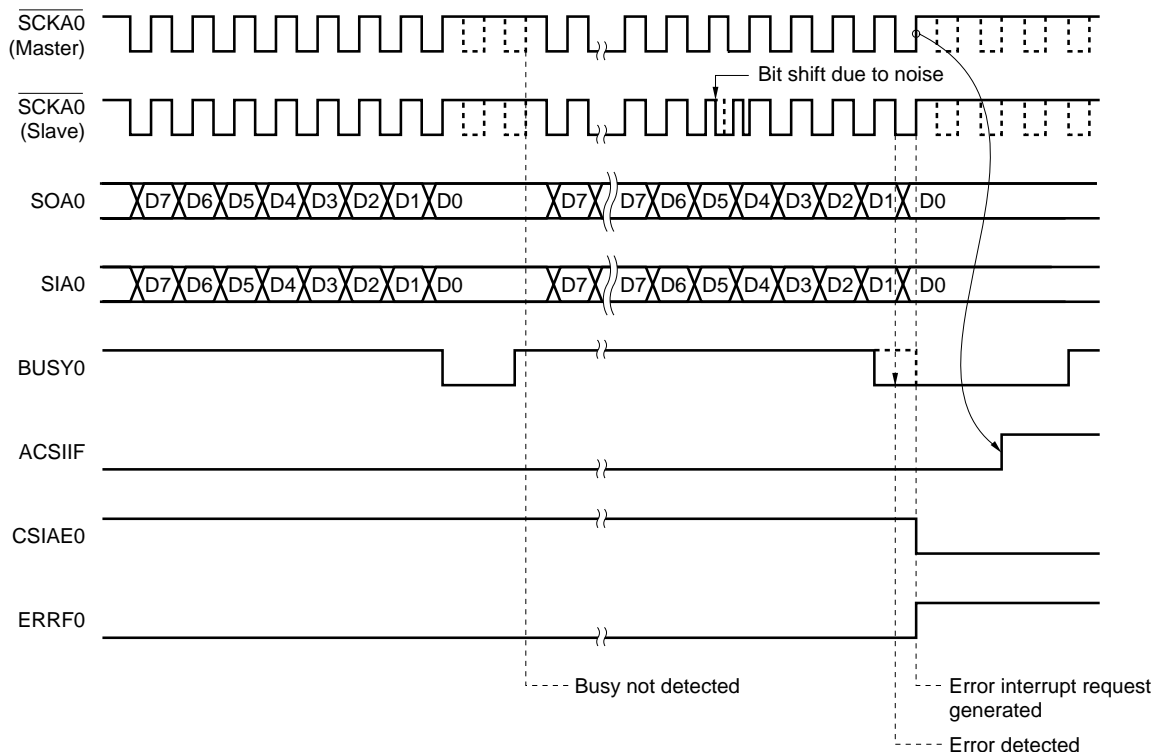 SCKA0
(Master)
Bit shift due to noise
SCKA0
(Slave)
SOA0 D7 D6 D5 D4 D3 D2 D1 D0 D7 D7 D6 D5 D4 D3 D2 D1 D0
SIA0 D7 D6 D5 D4 D3 D2 D1 D0 D7 D7 D6 D5 D4 D3 D2 D1 D0
BUSY0
ACSIIF
CSIAE0
ERRF0
Busy not detected
Error interrupt request
generated
Error detected